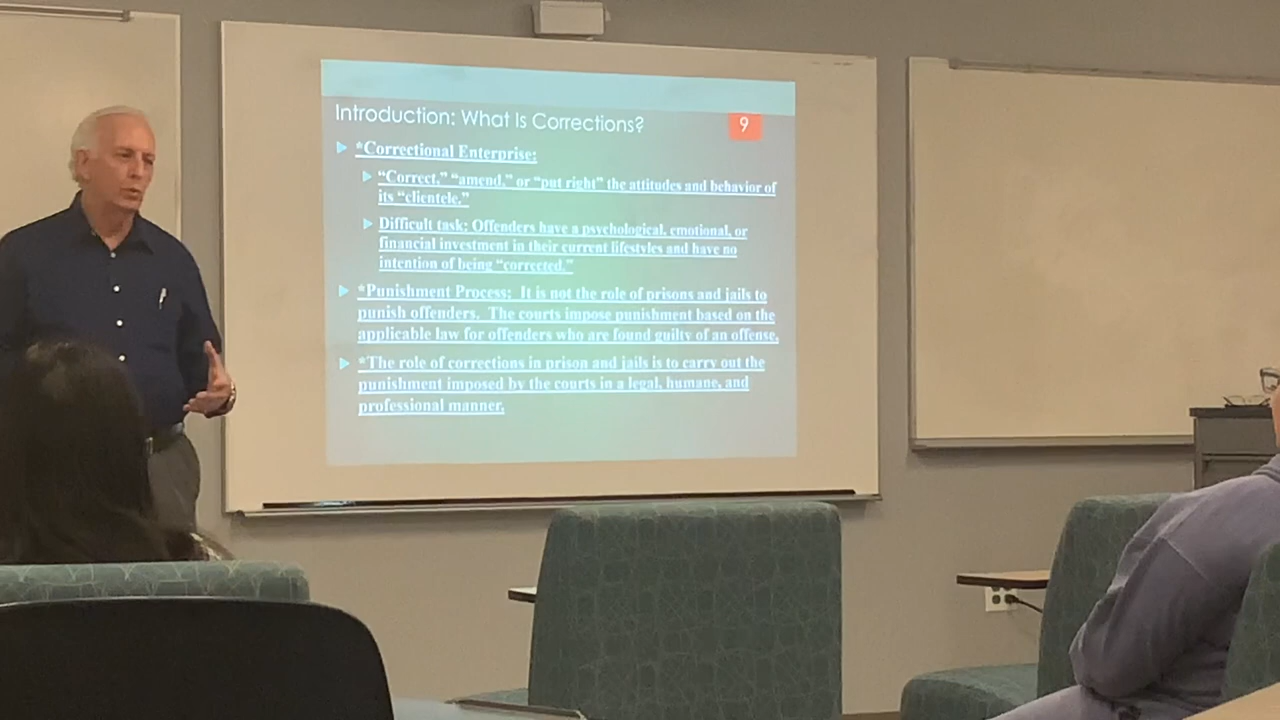 Introduction: What Is Corrections?
9
*Correctional Enterprise:
"Correct," "amend," or "put right" the attitudes and behavior of
its "clientele."
Difficult task: Offenders have a psychological, emotional, or
financial investment in their current lifestyles and have no
intention of being "corrected."
*Punishment Process: It is not the role of prisons and jails to
punish offenders. The courts impose punishment based on the
applicable law for offenders who are found guilty of an offense.
*The role of corrections in prison and jails is to carry out the
punishment imposed by the courts in a legal, humane, and
professional manner.